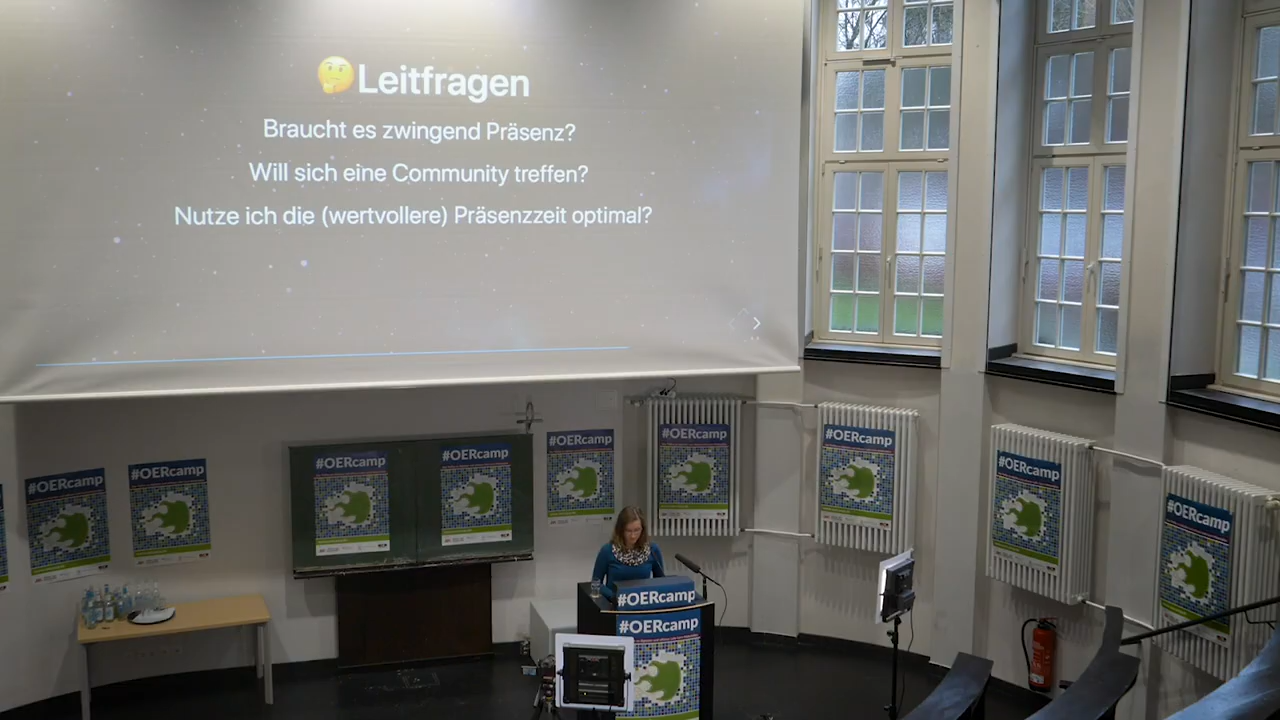 🤔Leitfragen
Braucht es zwingend Präsenz?
Will sich eine Community treffen?
Nutze ich die (wertvollere) Präsenzzeit optimal?
#OERcamp
#OERcamp
#OERcamp
#OERcamp
#OERcamp
#OERcamp
#OERcamp
#OERcamp
#OERcamp
#OERcamp
#OERcamp